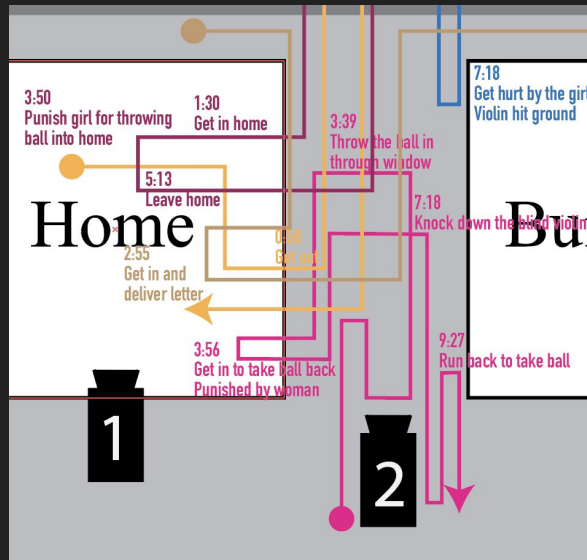 3:50
Punish girl for throwing
ball into home
1:30
Get in home
5:13
Leave home
Home
2:55
Get in and
deliver letter
3:39
Throw the ball in
through window
7:18
Get hurt by the girl
Violin hit ground
7:18
Knock down the blind violin
Bu
3:56
Get in to take ball back
Punished by woman
9:27
Run back to take ball
1
2